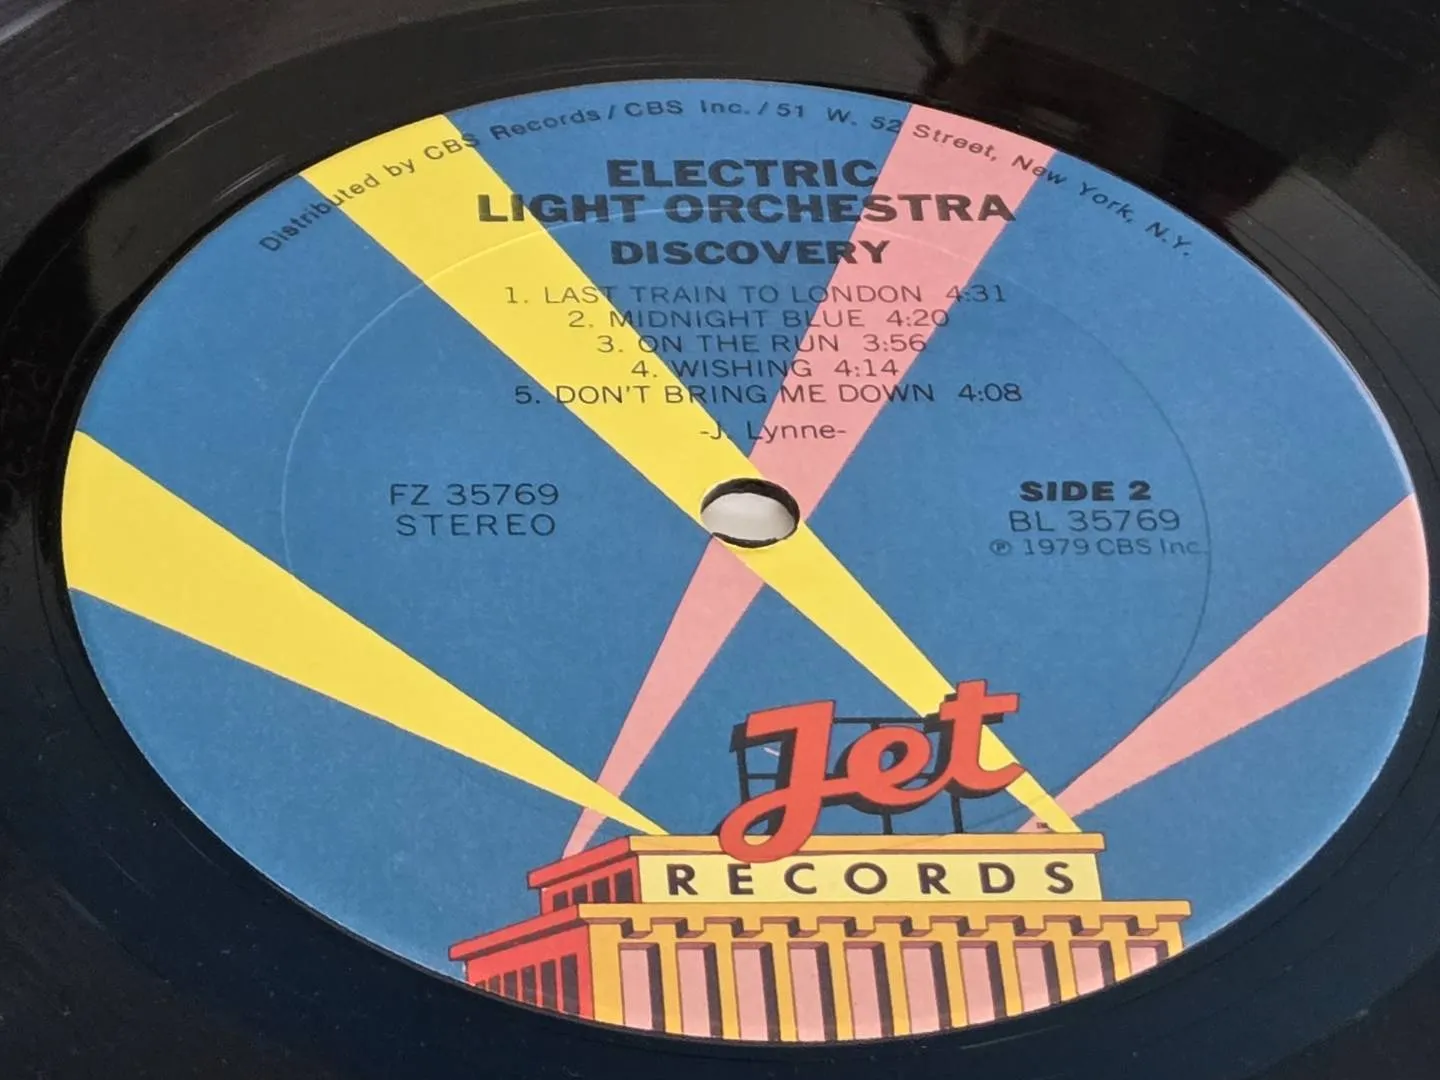 Distributed by CBS Records / CBS Inc. / 51 W. 52 Street, New York, N.Y.
ELECTRIC
LIGHT ORCHESTRA
DISCOVERY
1. LAST TRAIN TO LONDON 4:31
2. MIDNIGHT BLUE 4:20
3. ON THE RUN 3:56
4. WISHING 4:14
5. DON'T BRING ME DOWN 4:08
-J. Lynne-
FZ 35769
STEREO
SIDE 2
BL 35769
℗ 1979 CBS Inc.
Jet
RECORDS